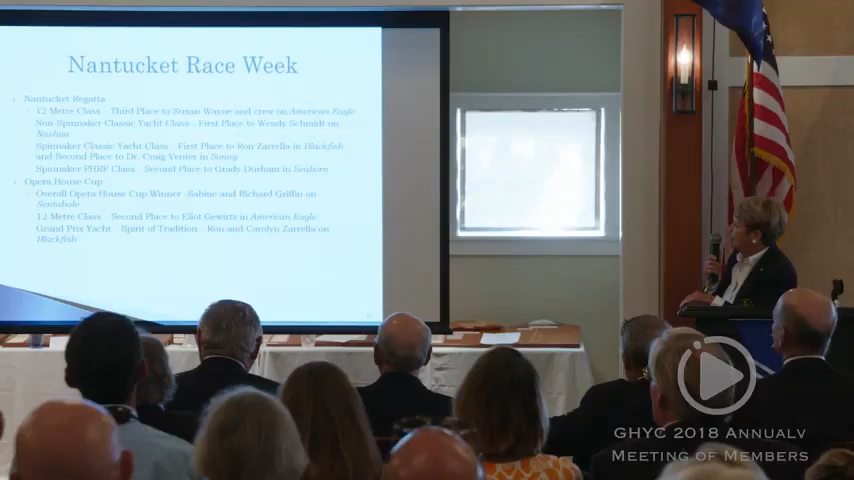 Nantucket Race Week
Nantucket Regatta
12 Metre Class – Third Place to Susan Wayne and crew on American Eagle
Non Spinnaker Classic Yacht Class – First Place to Wendy Schmidt on
Nashua
Spinnaker Classic Yacht Class – First Place to Ron Zarrella in Blackfish
and Second Place to Dr. Craig Venter in
Spinnaker PHRF Class – Second Place to Grady Durham in Seaborn
Opera House Cup
Overall Opera House Cup Winner -Sabine and Richard Griffin on
12 Metre Class – Second Place to Eliot Gewirtz in American Eagle
Grand Prix Yacht – Spirit of Tradition – Ron and Carolyn Zarrella on
Blackfish
GHYC 2018 Annualv
Meeting of Members